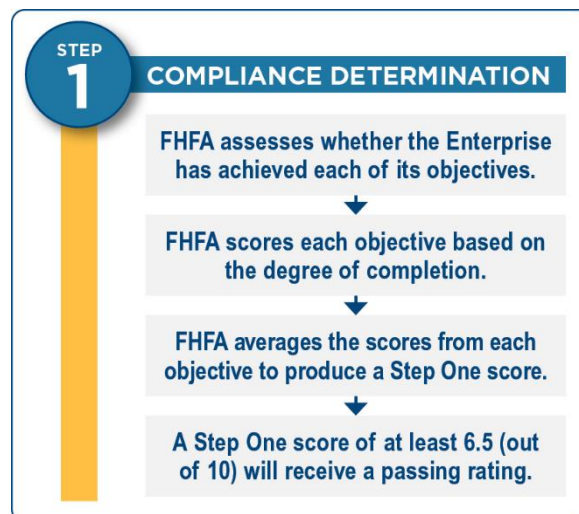 STEP
1
COMPLIANCE DETERMINATION
FHFA assesses whether the Enterprise
has achieved each of its objectives.
FHFA scores each objective based on
the degree of completion.
FHFA averages the scores from each
objective to produce a Step One score.
A Step One score of at least 6.5 (out
of 10) will receive a passing rating.